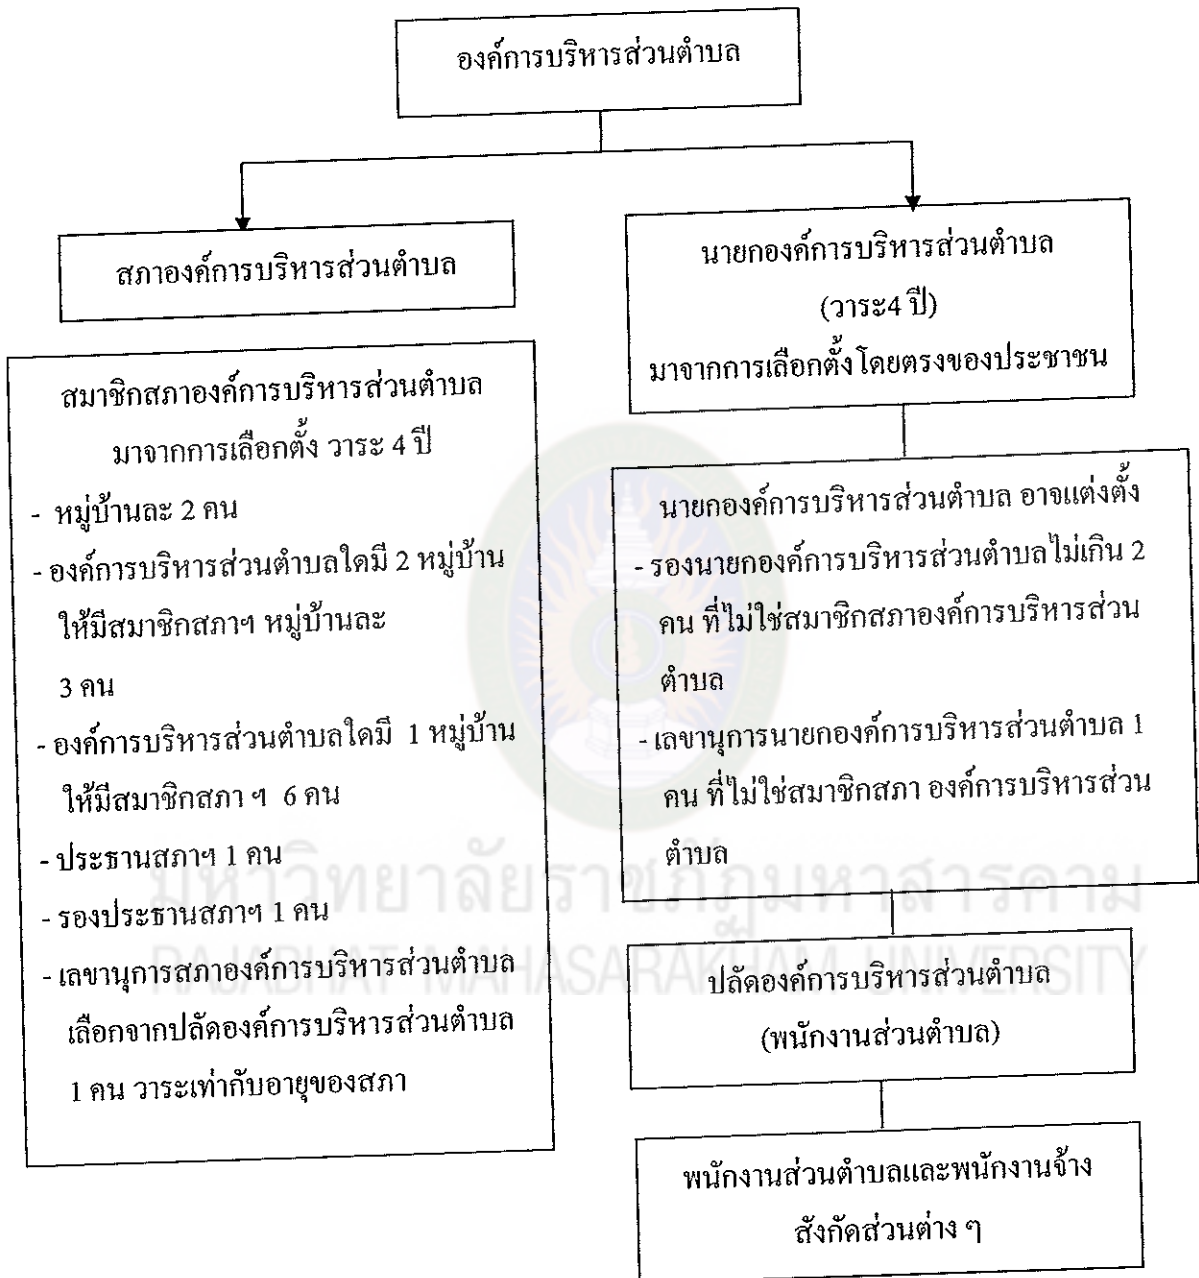 องค์การบริหารส่วนตำบล
สภาองค์การบริหารส่วนตำบล
สมาชิกสภาองค์การบริหารส่วนตำบล
มาจากการเลือกตั้ง วาระ 4 ปี
- หมู่บ้านละ 2 คน
- องค์การบริหารส่วนตำบลใดมี 2 หมู่บ้าน
ให้มีสมาชิกสภาฯ หมู่บ้านละ
3 คน
- องค์การบริหารส่วนตำบลใดมี 1 หมู่บ้าน
ให้มีสมาชิกสภา ฯ 6 คน
- ประธานสภาฯ 1 คน
- รองประธานสภาฯ 1 คน
- เลขานุการสภาองค์การบริหารส่วนตำบล
เลือกจากปลัดองค์การบริหารส่วนตำบล
1 คน วาระเท่ากับอายุของสภา
นายกองค์การบริหารส่วนตำบล
(วาระ4 ปี)
มาจากการเลือกตั้งโดยตรงของประชาชน
นายกองค์การบริหารส่วนตำบล อาจแต่งตั้ง
- รองนายกองค์การบริหารส่วนตำบลไม่เกิน 2
คน ที่ไม่ใช่สมาชิกสภาองค์การบริหารส่วน
ตำบล
- เลขานุการนายกองค์การบริหารส่วนตำบล 1
คน ที่ไม่ใช่สมาชิกสภา องค์การบริหารส่วน
ตำบล
ปลัดองค์การบริหารส่วนตำบล
(พนักงานส่วนตำบล)
พนักงานส่วนตำบลและพนักงานจ้าง
สังกัดส่วนต่าง ๆ
มหาวิทยาลัยราชภัฏมหาสารคาม
RAJABHAT MAHASARAKHAM UNIVERSITY